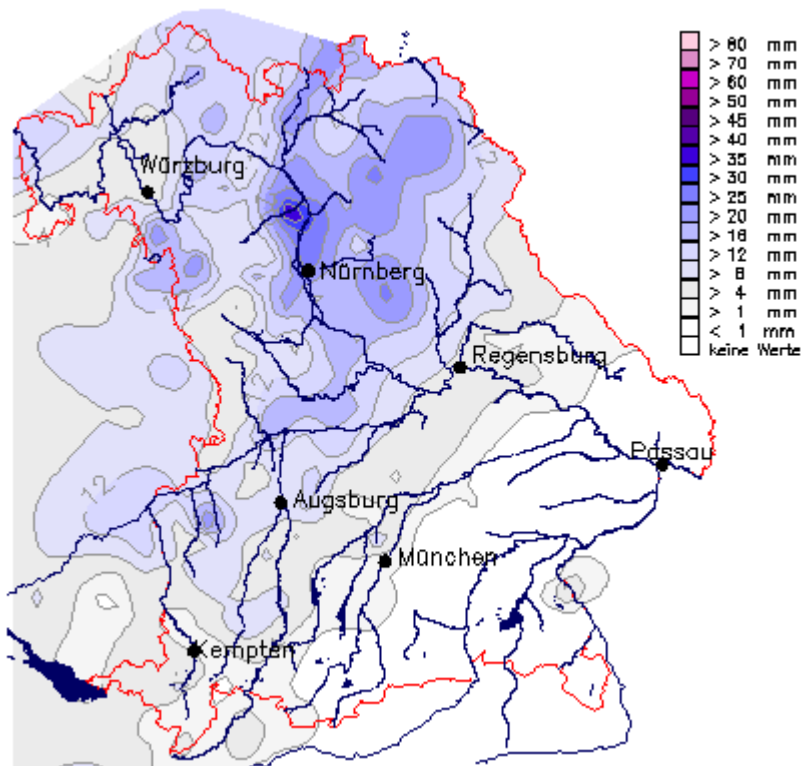 > 80 mm
> 70 mm
> 60 mm
> 50 mm
> 45 mm
> 40 mm
> 35 mm
> 30 mm
> 25 mm
> 20 mm
> 16 mm
> 12 mm
> 8 mm
> 4 mm
> 1 mm
< 1 mm
keine Werte
Würzburg
Nürnberg
Regensburg
Passau
12
Augsburg
München
Kempten